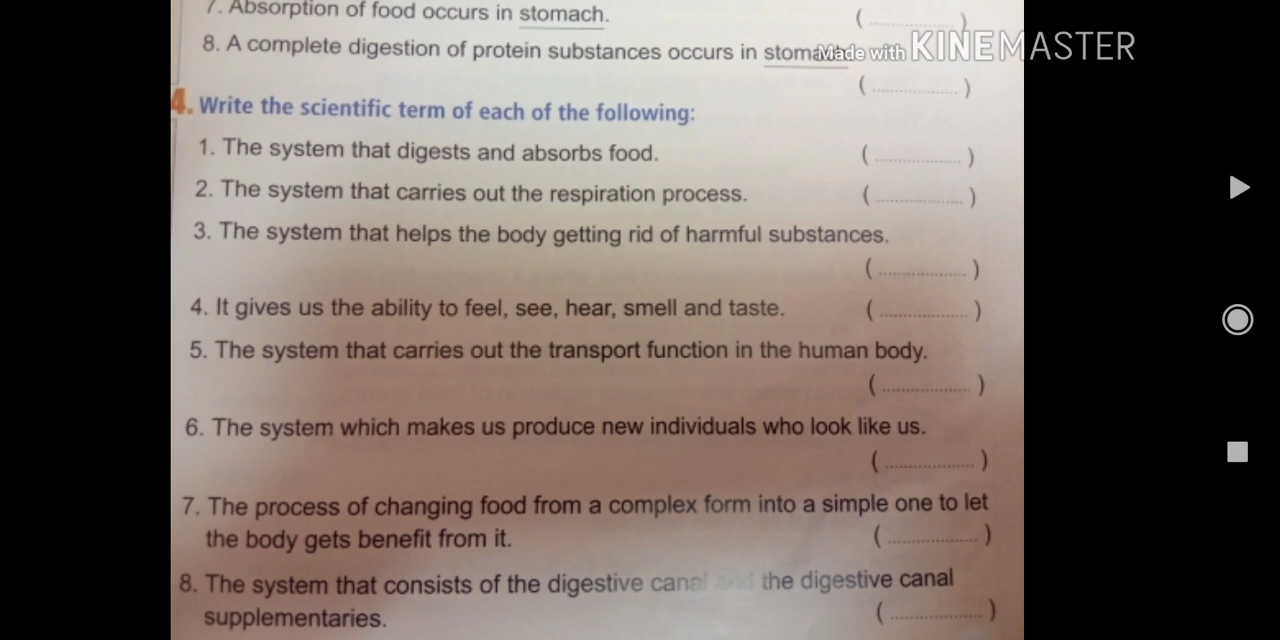 7. Absorption of food occurs in stomach. (....................)
8. A complete digestion of protein substances occurs in
Made with KINEMASTER
(....................)
4. Write the scientific term of each of the following:
1. The system that digests and absorbs food. (....................)
2. The system that carries out the respiration process. (....................)
3. The system that helps the body getting rid of harmful substances.
(....................)
4. It gives us the ability to feel, see, hear, smell and taste. (....................)
5. The system that carries out the transport function in the human body.
(....................)
6. The system which makes us produce new individuals who look like us.
(....................)
7. The process of changing food from a complex form into a simple one to let
the body gets benefit from it. (....................)
8. The system that consists of the digestive canal and the digestive canal
supplementaries. (....................)